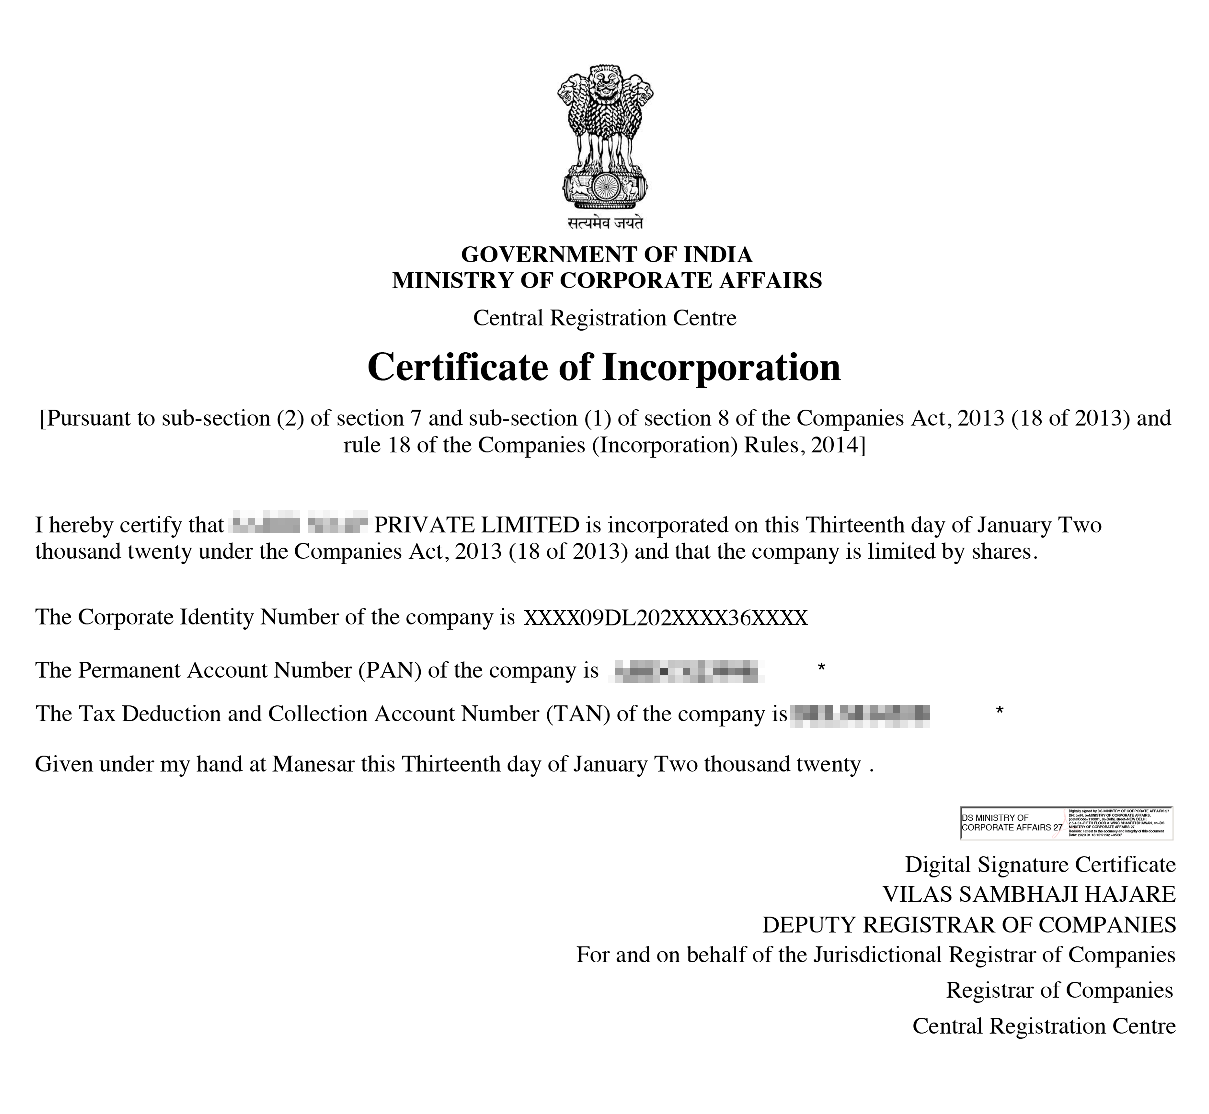 सत्यमेव जयते
GOVERNMENT OF INDIA
MINISTRY OF CORPORATE AFFAIRS
Central Registration Centre
Certificate of Incorporation
[Pursuant to sub-section (2) of section 7 and sub-section (1) of section 8 of the Companies Act, 2013 (18 of 2013) and
rule 18 of the Companies (Incorporation) Rules, 2014]
I hereby certify that PRIVATE LIMITED is incorporated on this Thirteenth day of January Two
thousand twenty under the Companies Act, 2013 (18 of 2013) and that the company is limited by shares.
The Corporate Identity Number of the company is XXXX09DL202XXXX36XXXX
The Permanent Account Number (PAN) of the company is *
The Tax Deduction and Collection Account Number (TAN) of the company is *
Given under my hand at Manesar this Thirteenth day of January Two thousand twenty .
DS MINISTRY OF
CORPORATE AFFAIRS 27
Digital Signature Certificate
VILAS SAMBHAJI HAJARE
DEPUTY REGISTRAR OF COMPANIES
For and on behalf of the Jurisdictional Registrar of Companies
Registrar of Companies
Central Registration Centre